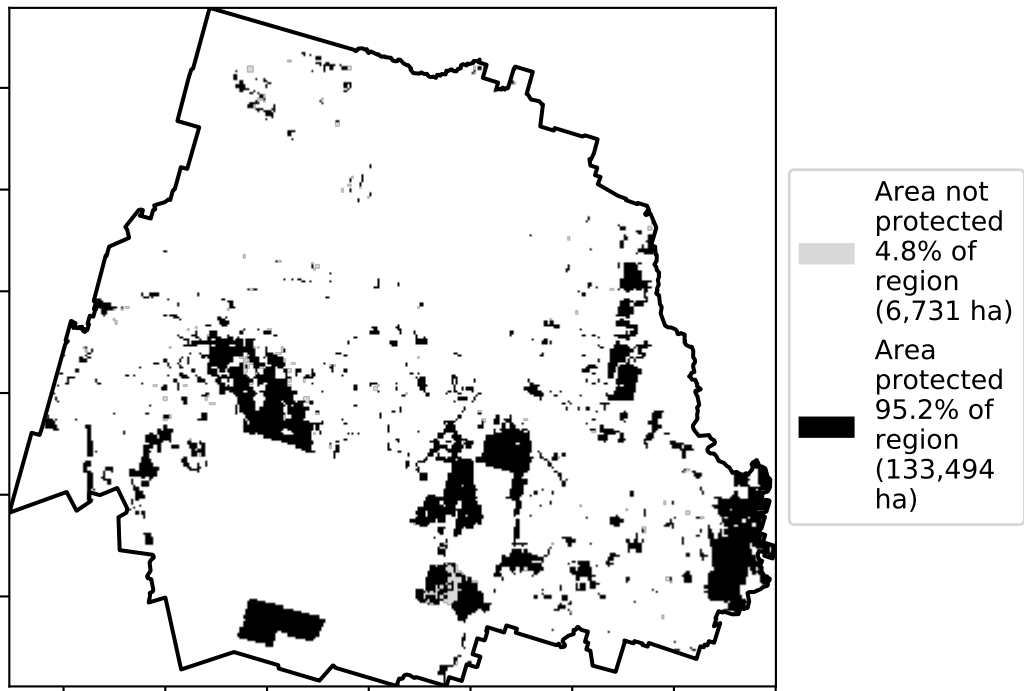 Area not
protected
4.8% of
region
(6,731 ha)
Area
protected
95.2% of
region
(133,494
ha)